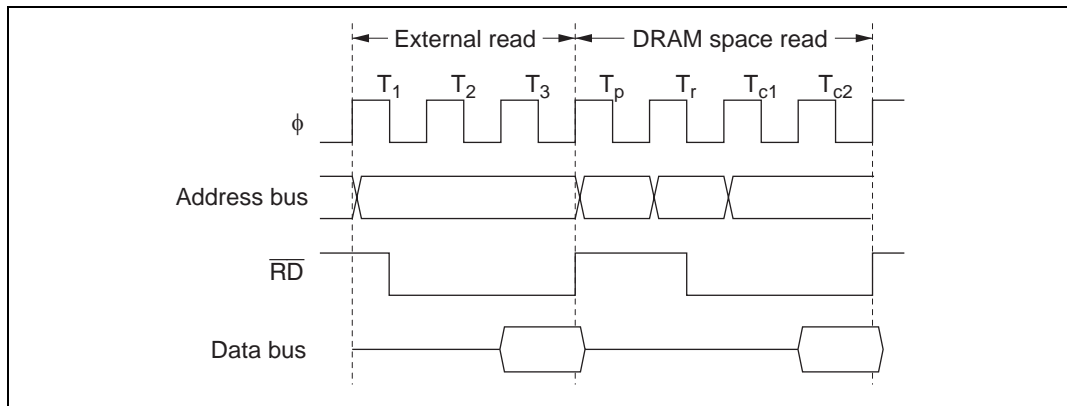 External read DRAM space read
T1 T2 T3 Tp Tr Tc1 Tc2
ϕ
Address bus
RD
Data bus